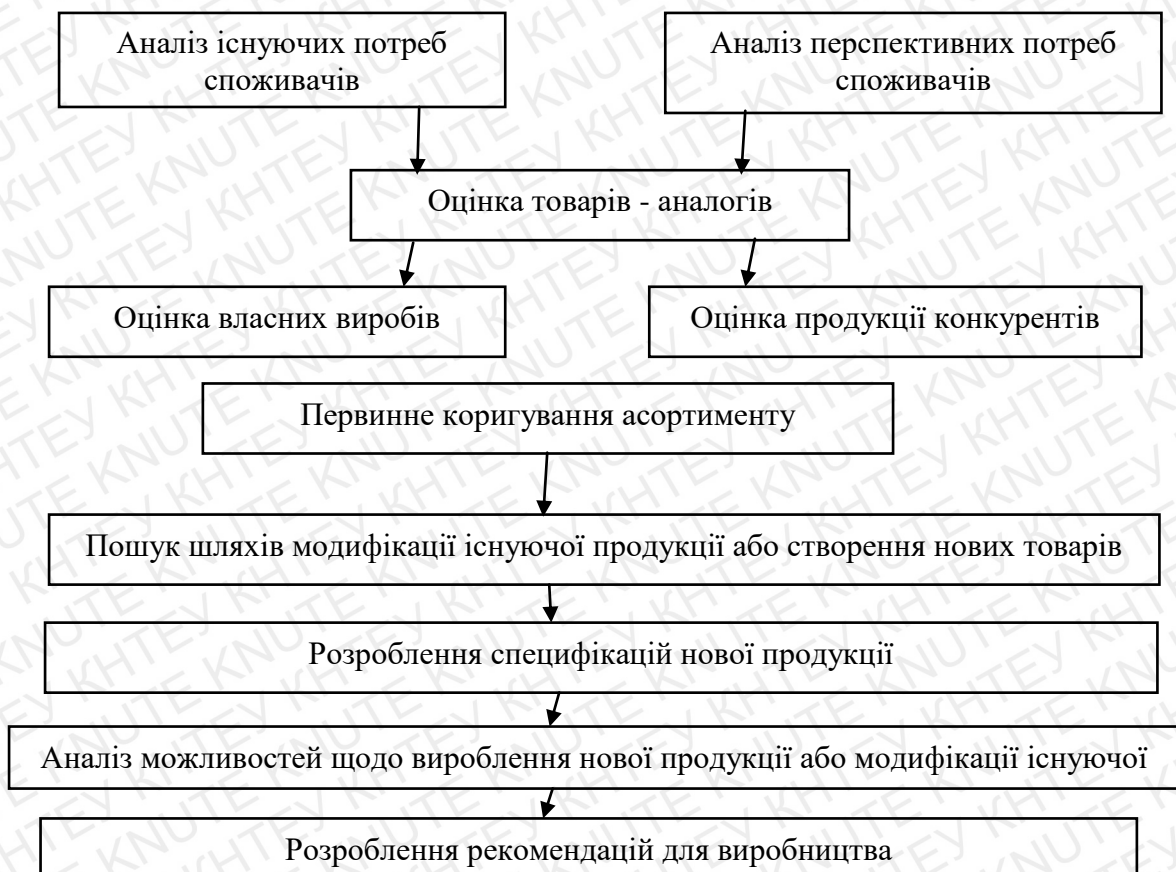 Аналіз існуючих потреб
споживачів
Аналіз перспективних потреб
споживачів
Оцінка товарів - аналогів
Оцінка власних виробів
Оцінка продукції конкурентів
Первинне коригування асортименту
Пошук шляхів модифікації існуючої продукції або створення нових товарів
Розроблення специфікацій нової продукції
Аналіз можливостей щодо вироблення нової продукції або модифікації існуючої
Розроблення рекомендацій для виробництва